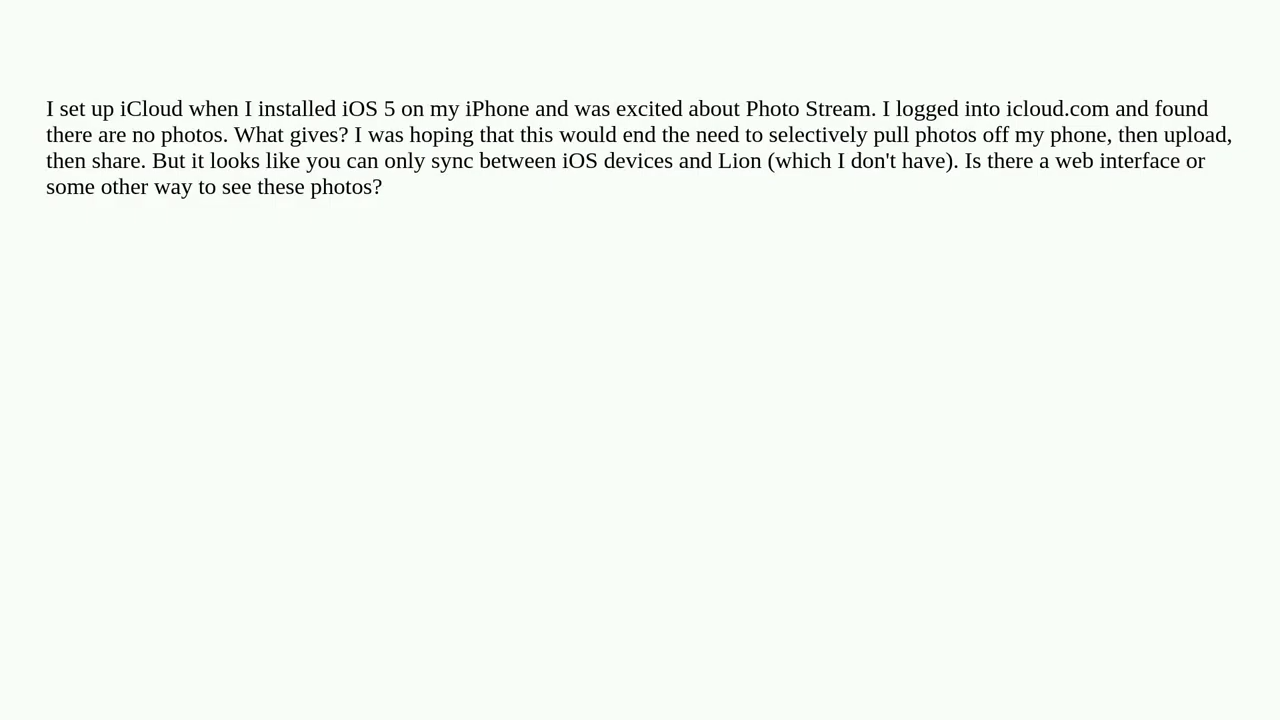 I set up iCloud when I installed iOS 5 on my iPhone and was excited about Photo Stream. I logged into icloud.com and found
there are no photos. What gives? I was hoping that this would end the need to selectively pull photos off my phone, then upload,
then share. But it looks like you can only sync between iOS devices and Lion (which I don't have). Is there a web interface or
some other way to see these photos?